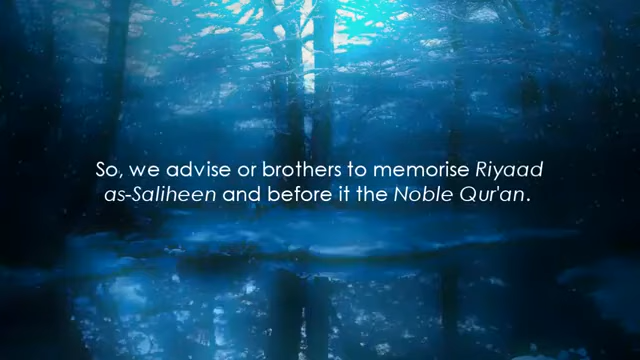 So, we advise or brothers to memorise Riyaad
as-Saliheen and before it the Noble Qur'an.